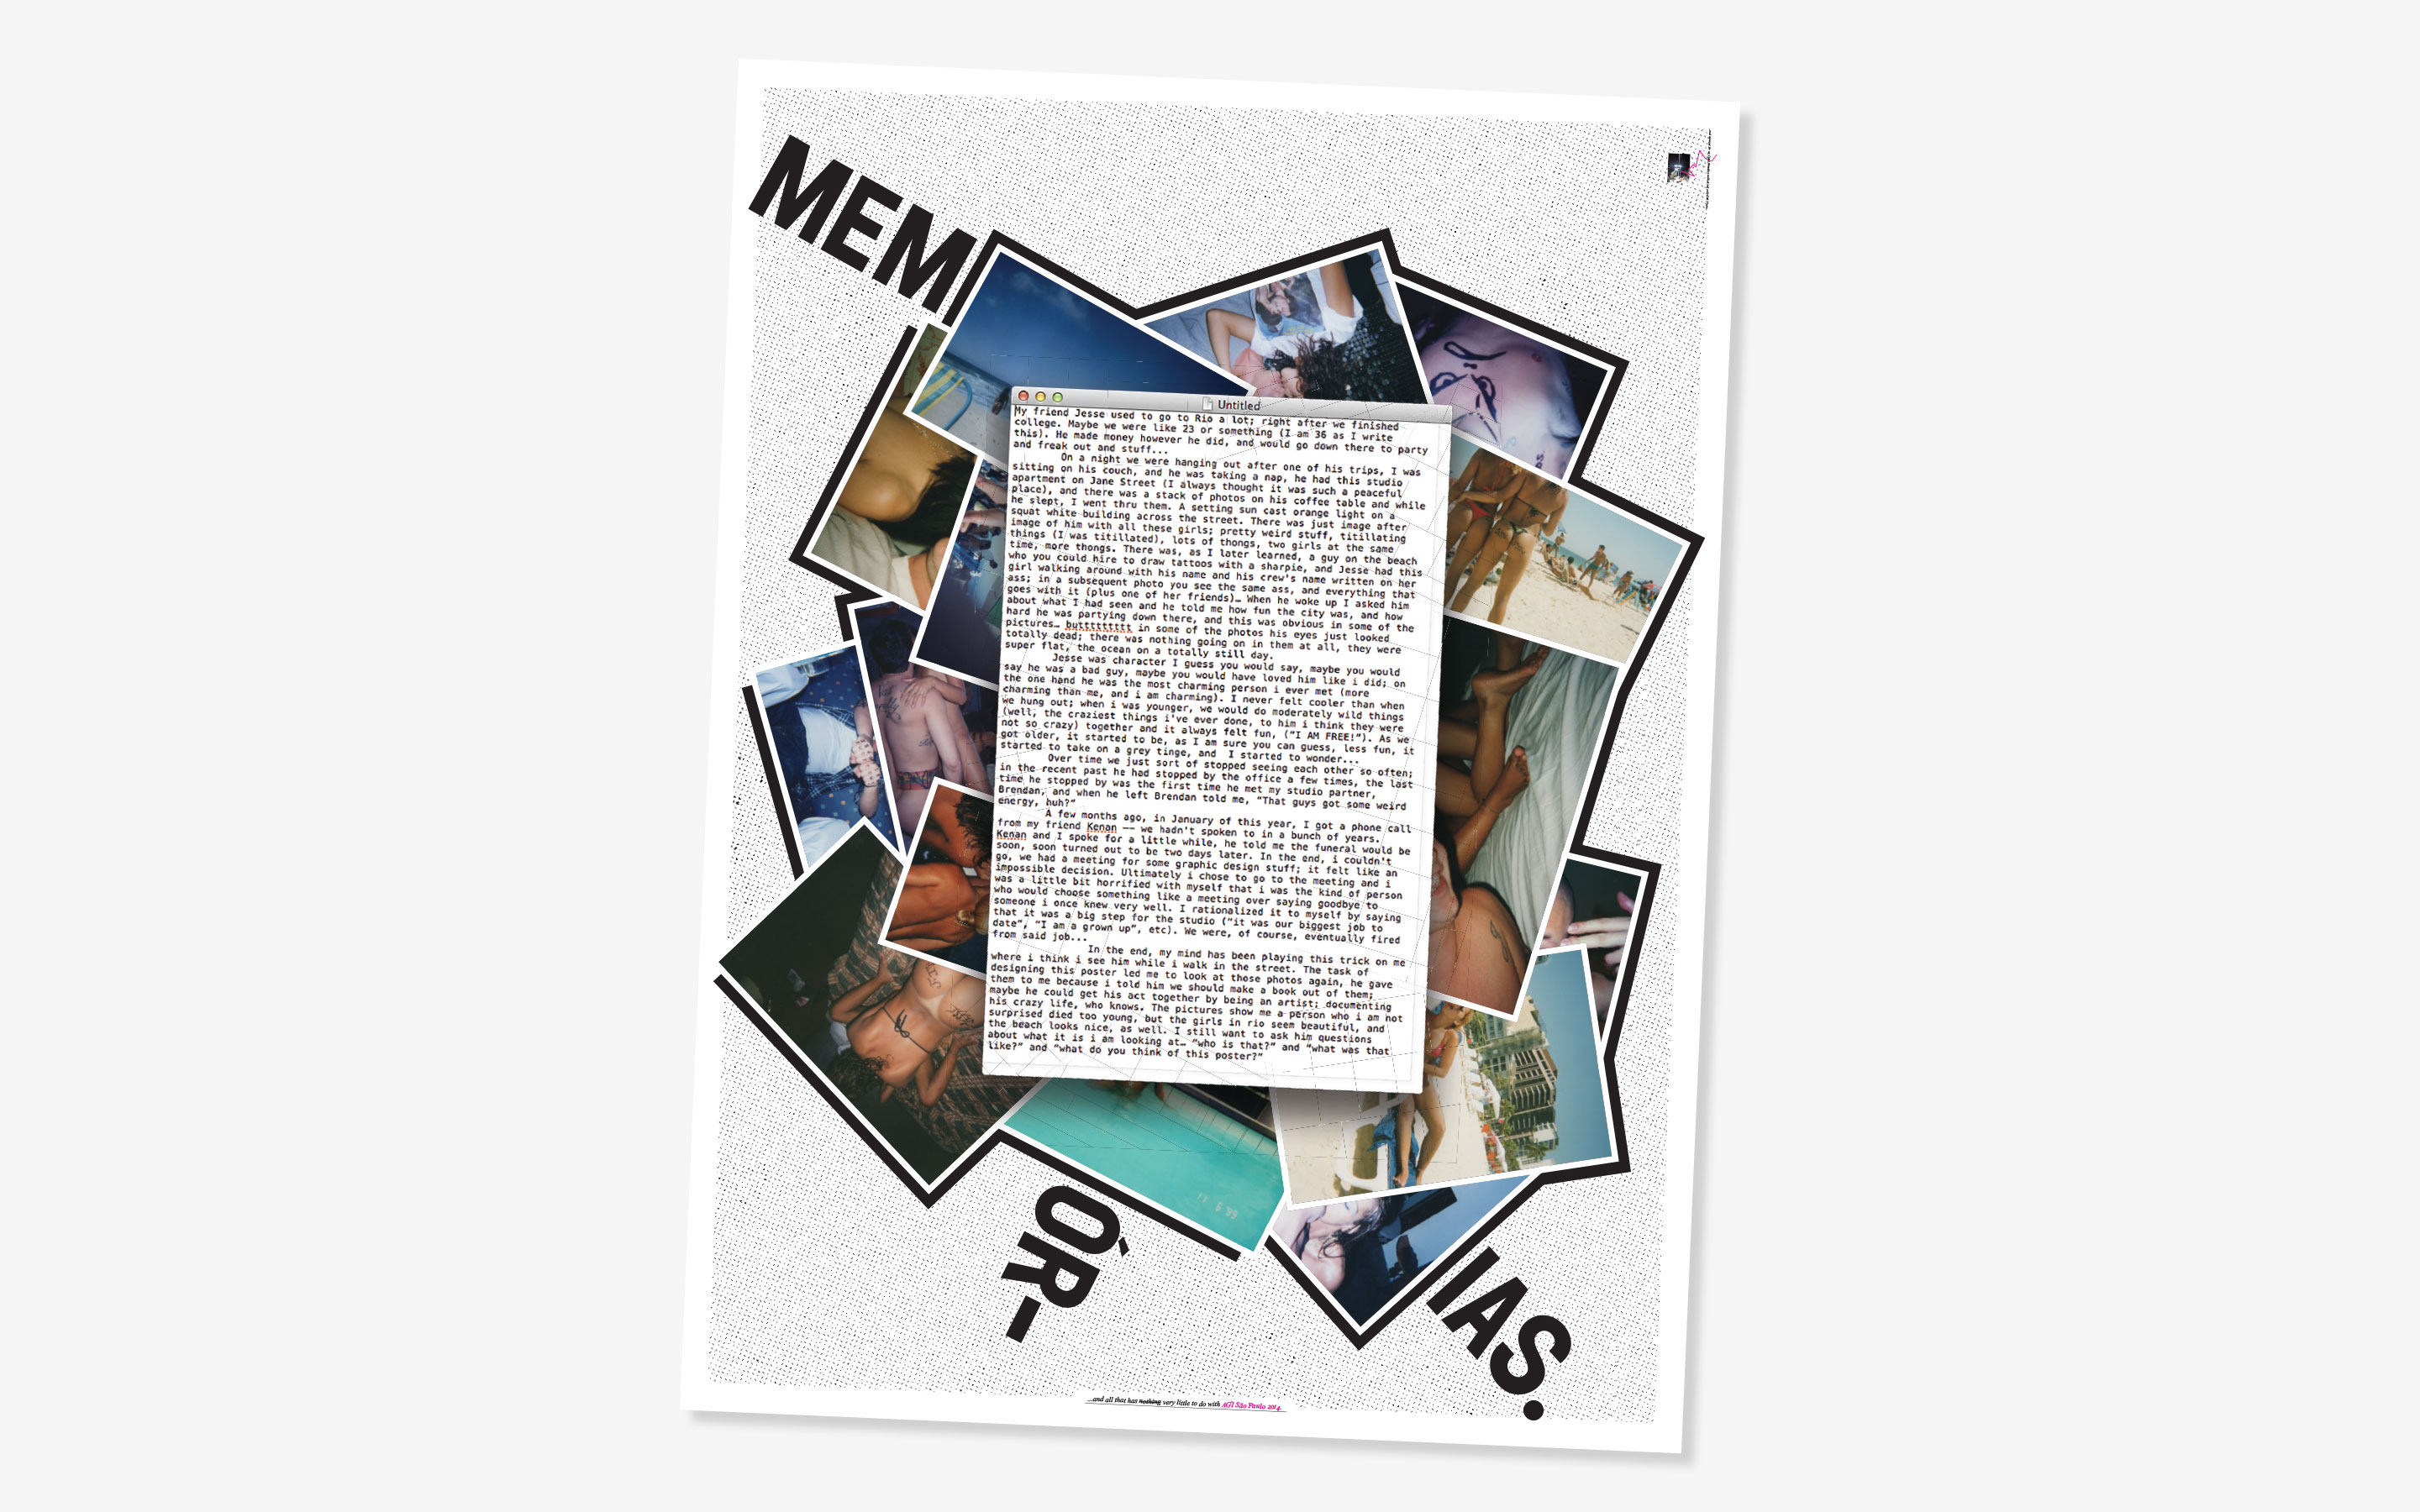 MEM
Untitled
My friend Jesse used to go to Rio a lot; right after we finished
college. Maybe we were like 23 or something (I am 36 as I write
this). He made money however he did, and would go down there to party
and freak out and stuff...
On a night we were hanging out after one of his trips, I was
sitting on his couch, and he was taking a nap, he had this studio
apartment on Jane Street (I always thought it was such a peaceful
place), and there was a stack of photos on his coffee table and while
he slept, I went thru them. A setting sun cast orange light on a
squat white building across the street. There was just image after
image of him with all these girls; pretty weird stuff, titillating
things (I was titillated), lots of thongs, two girls at the same
time, more thongs. There was, as I later learned, a guy on the beach
who you could hire to draw tattoos with a sharpie, and Jesse had this
girl walking around with his name and his crew's name written on her
ass; in a subsequent photo you see the same ass, and everything that
goes with it (plus one of her friends)… When he woke up I asked him
about what I had seen and he told me how fun the city was, and how
hard he was partying down there, and this was obvious in some of the
pictures… butttttttttt in some of the photos his eyes just looked
totally dead; there was nothing going on in them at all, they were
super flat, the ocean on a totally still day.
Jesse was character I guess you would say, maybe you would
say he was a bad guy, maybe you would have loved him like i did; on
the one hand he was the most charming person i ever met (more
charming than me, and i am charming). I never felt cooler than when
we hung out; when i was younger, we would do moderately wild things
(well, the craziest things i've ever done, to him i think they were
not so crazy) together and it always felt fun, (“I AM FREE!”). As we
got older, it started to be, as I am sure you can guess, less fun, it
started to take on a grey tinge, and I started to wonder...
Over time we just sort of stopped seeing each other so often;
in the recent past he had stopped by the office a few times, the last
time he stopped by was the first time he met my studio partner,
Brendan, and when he left Brendan told me, “That guys got some weird
energy, huh?”
A few months ago, in January of this year, I got a phone call
from my friend Kenan —— we hadn't spoken to in a bunch of years.
Kenan and I spoke for a little while, he told me the funeral would be
soon, soon turned out to be two days later. In the end, i couldn't
go, we had a meeting for some graphic design stuff; it felt like an
impossible decision. Ultimately i chose to go to the meeting and i
was a little bit horrified with myself that i was the kind of person
who would choose something like a meeting over saying goodbye to
someone i once knew very well. I rationalized it to myself by saying
that it was a big step for the studio (“it was our biggest job to
date”, “I am a grown up”, etc). We were, of course, eventually fired
from said job...
In the end, my mind has been playing this trick on me
where i think i see him while i walk in the street. The task of
designing this poster led me to look at those photos again, he gave
them to me because i told him we should make a book out of them;
maybe he could get his act together by being an artist; documenting
his crazy life, who knows. The pictures show me a person who i am not
surprised died too young, but the girls in rio seem beautiful, and
the beach looks nice, as well. I still want to ask him questions
about what it is i am looking at… “who is that?” and “what was that
like?” and “what do you think of this poster?”
6 '99
ÓR-
IAS.
...and all that has nothing very little to do with AGI São Paulo 2014.